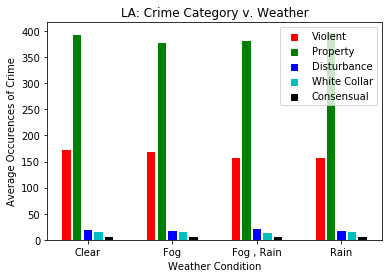 LA: Crime Category v. Weather
Violent
Property
Disturbance
White Collar
Consensual
400
350
300
250
200
150
100
50
0
Average Occurences of Crime
Clear
Fog
Fog , Rain
Rain
Weather Condition